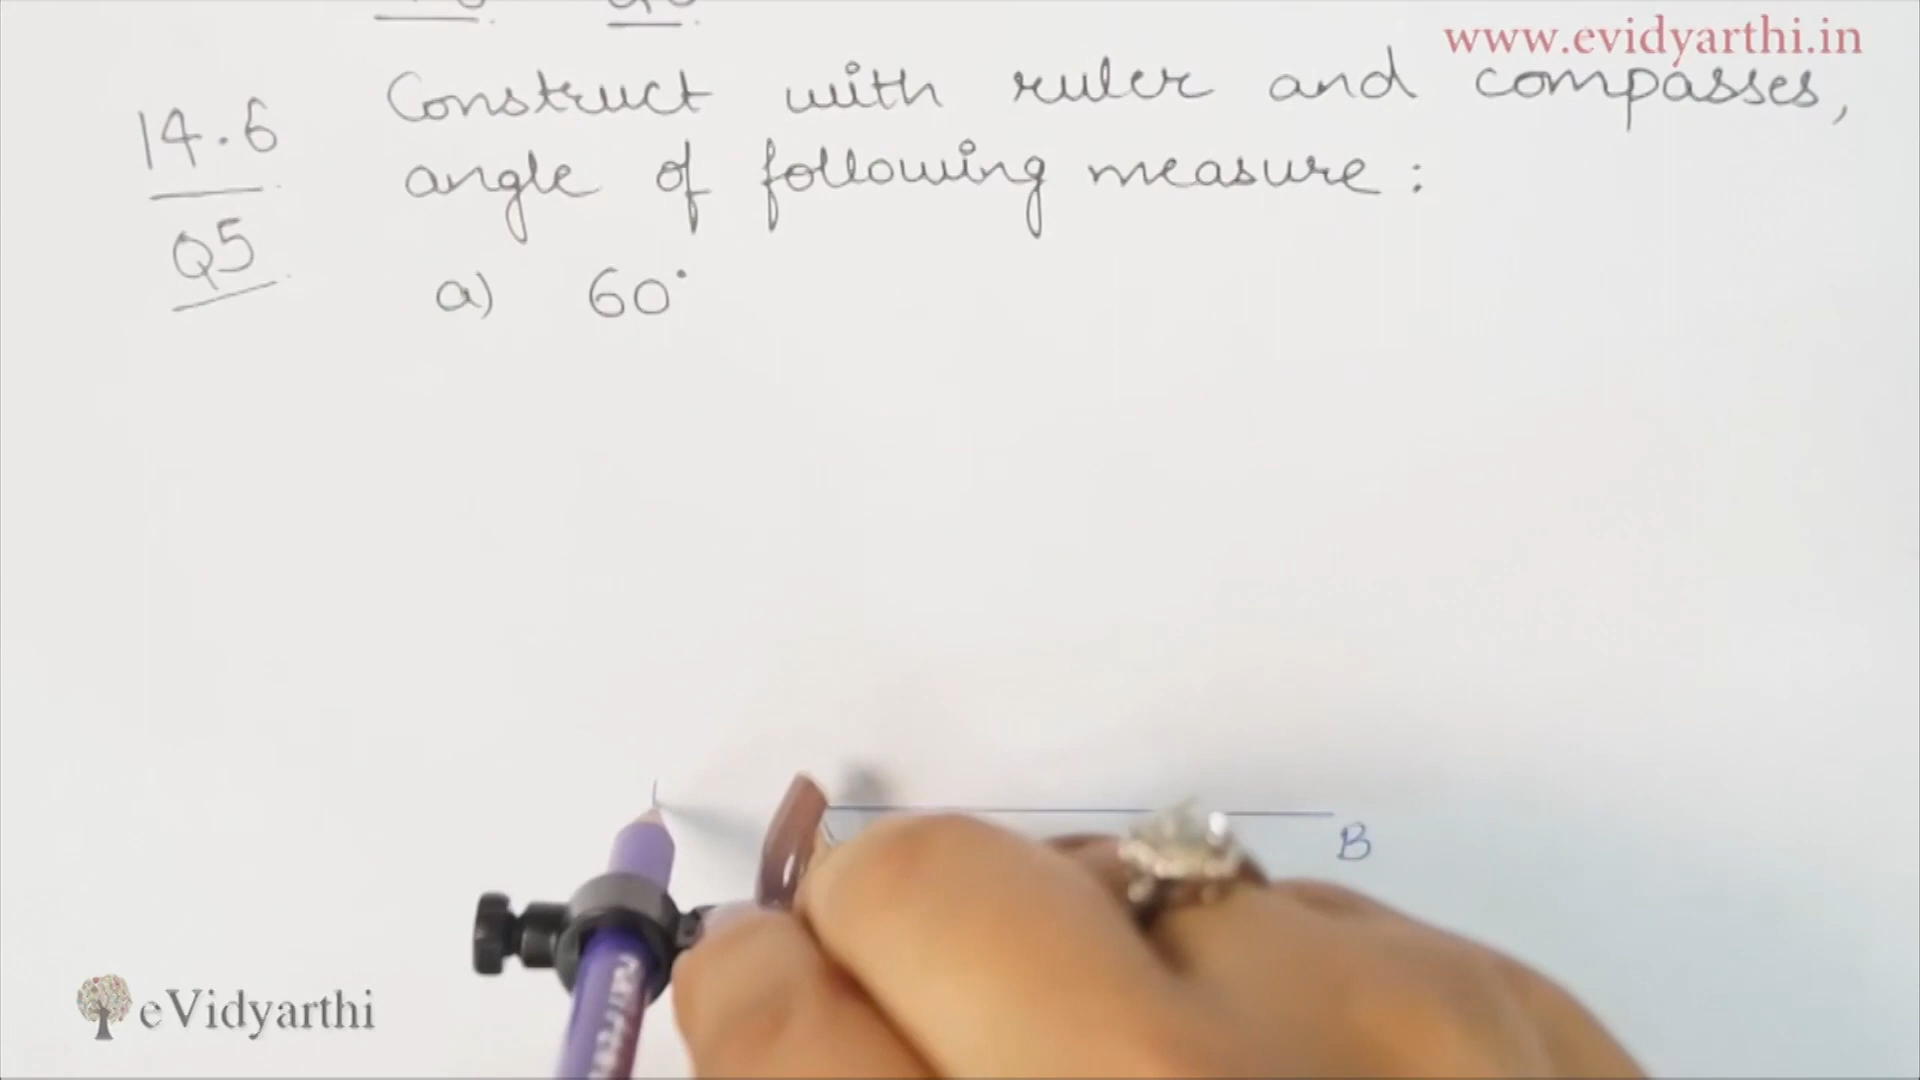 www.evidyarthi.in
14.6
Q5
Construct with ruler and compasses,
angle of following measure :
a) 60°
B
eVidyarthi